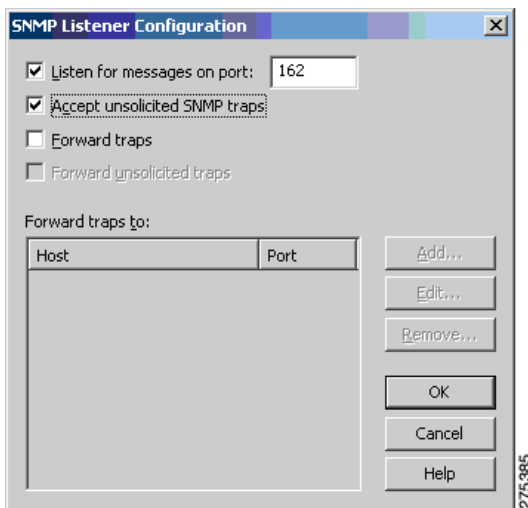 SNMP Listener Configuration
Listen for messages on port: 162
Accept unsolicited SNMP traps
Forward traps
Forward unsolicited traps
Forward traps to:
Host Port
Add...
Edit...
Remove...
OK
Cancel
Help
275385